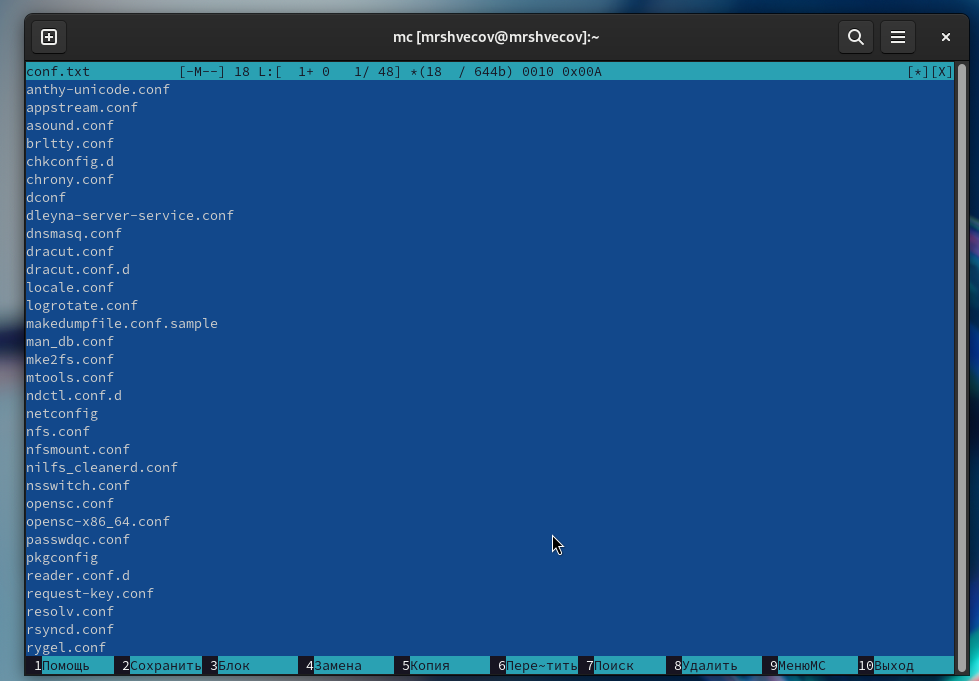 mc [mrshvecov@mrshvecov]:~
conf.txt [-M--] 18 L:[ 1+ 0 1/ 48] *(18 / 644b) 0010 0x00A [*][X]
anthy-unicode.conf
appstream.conf
asound.conf
brltty.conf
chkconfig.d
chrony.conf
dconf
dleyna-server-service.conf
dnsmasq.conf
dracut.conf
dracut.conf.d
locale.conf
logrotate.conf
makedumpfile.conf.sample
man_db.conf
mke2fs.conf
mtools.conf
ndctl.conf.d
netconfig
nfs.conf
nfsmount.conf
nilfs_cleanerd.conf
nsswitch.conf
opensc.conf
opensc-x86_64.conf
passwdqc.conf
pkgconfig
reader.conf.d
request-key.conf
resolv.conf
rsyncd.conf
rygel.conf
1Помощь 2Сохранить 3Блок 4Замена 5Копия 6Пере~тить 7Поиск 8Удалить 9МенюMC 10Выход